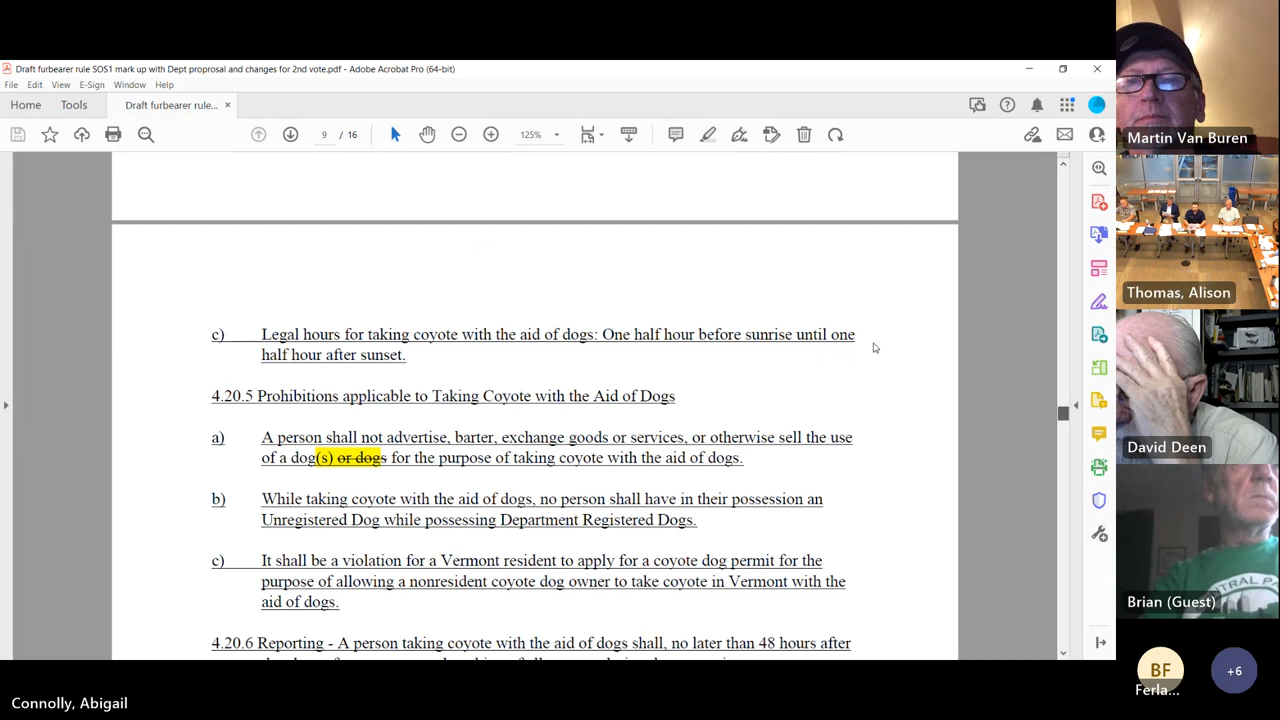 Draft furbearer rule SOS1 mark up with Dept proprosal and changes for 2nd vote.pdf - Adobe Acrobat Pro (64-bit)
File Edit View E-Sign Window Help
Home Tools Draft furbearer rule... ×
9 / 16 125%
c) Legal hours for taking coyote with the aid of dogs: One half hour before sunrise until one
half hour after sunset.
4.20.5 Prohibitions applicable to Taking Coyote with the Aid of Dogs
a) A person shall not advertise, barter, exchange goods or services, or otherwise sell the use
of a dog(s) or dogs for the purpose of taking coyote with the aid of dogs.
b) While taking coyote with the aid of dogs, no person shall have in their possession an
Unregistered Dog while possessing Department Registered Dogs.
c) It shall be a violation for a Vermont resident to apply for a coyote dog permit for the
purpose of allowing a nonresident coyote dog owner to take coyote in Vermont with the
aid of dogs.
4.20.6 Reporting - A person taking coyote with the aid of dogs shall, no later than 48 hours after
Martin Van Buren
Thomas, Alison
David Deen
Brian (Guest)
BF
Ferla...
+6
Connolly, Abigail